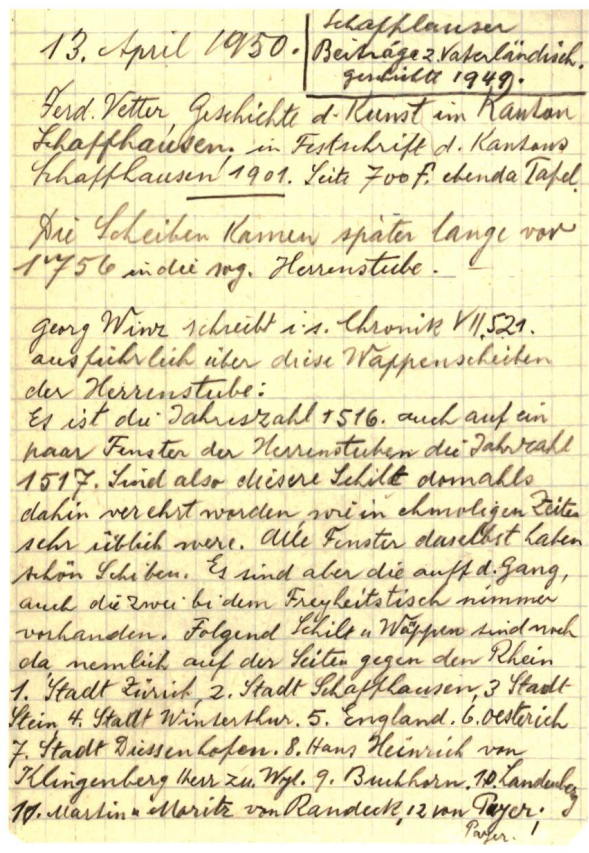 13. April 1950.
Schaffhauser
Beiträge z. Vaterländisch.
geschichte 1949.
Ferd. Vetter Geschichte d. Kunst im Kanton
Schaffhausen, in Festschrift d. Kantons
Schaffhausen 1901. Seite 700 f. ebenda Tafel
Die Scheiben kamen später lange vor
1756 in die sog. Herrenstube. _
Georg Winz schreibt i. s. Chronik VII, 521.
ausführlich über diese Wappenscheiben
der Herrenstube:
Es ist die Jahreszahl 1516. auch auf ein
paar Fenster der Herrenstuben die Jahrzahl
1517. Sind also diesere Schilt domahls
dahin verehrt worden, wie in ehmoligen Zeiten
sehr üblich were. Alle Fenster daselbst haben
schön Schiben. Es sind aber die auff d. Gang,
auch die zwei bi dem Freyheitstisch nimmer
vorhanden. Folgend Schilt u Wappen sind noch
da nemlich auf der Seiten gegen den Rhein
1. Stadt Zürich, 2. Stadt Schaffhausen, 3 Stadt
Stein 4. Stadt Winterthur. 5. England. 6. Oesterich
7. Stadt Diessenhofen. 8. Hans Heinrich von
Klingenberg Herr zu Wyl. 9. Buchhorn. 10. Landenberg
11. Martin u Moritz von Randeck, 12 von Payer.
Payer. !